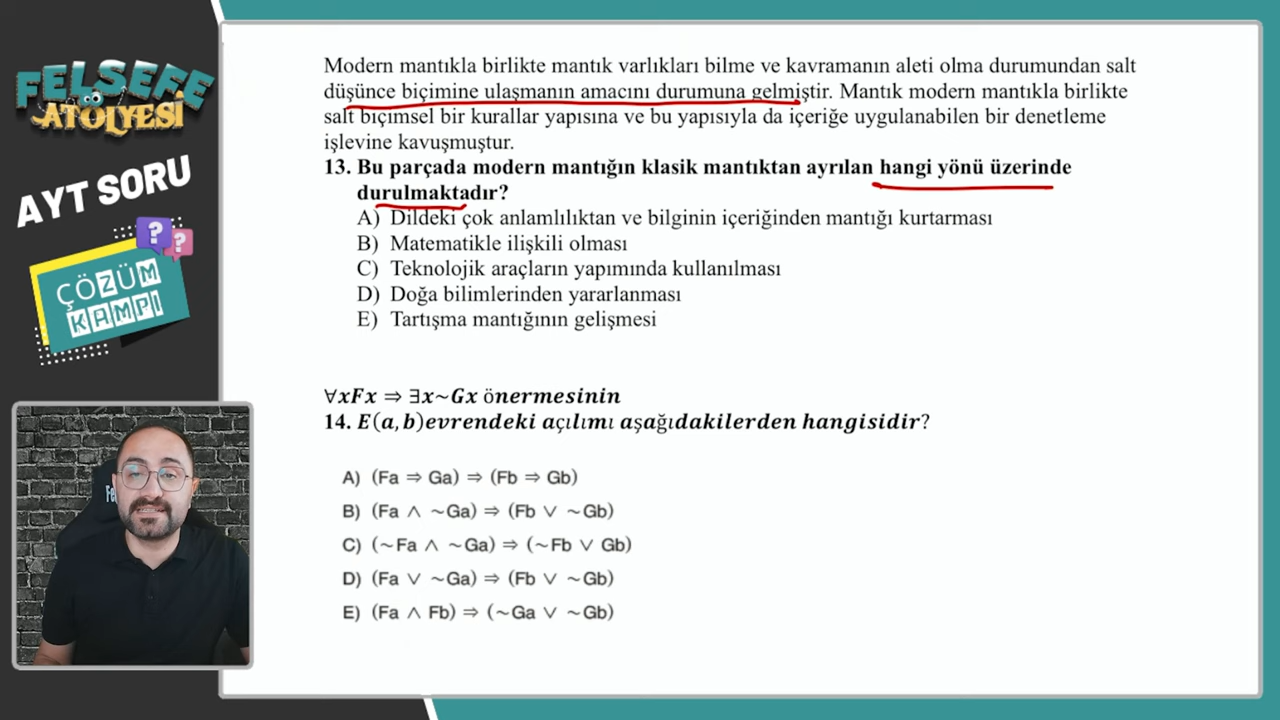 FELSEFE
ATÖLYESİ
AYT SORU
? ?
ÇÖZÜM
KAMPI
Modern mantıkla birlikte mantık varlıkları bilme ve kavramanın aleti olma durumundan salt
düşünce biçimine ulaşmanın amacını durumuna gelmiştir. Mantık modern mantıkla birlikte
salt biçimsel bir kurallar yapısına ve bu yapısıyla da içeriğe uygulanabilen bir denetleme
işlevine kavuşmuştur.
13. Bu parçada modern mantığın klasik mantıktan ayrılan hangi yönü üzerinde
durulmaktadır?
A) Dildeki çok anlamlılıktan ve bilginin içeriğinden mantığı kurtarması
B) Matematikle ilişkili olması
C) Teknolojik araçların yapımında kullanılması
D) Doğa bilimlerinden yararlanması
E) Tartışma mantığının gelişmesi
∀xFx ⇒ ∃x~Gx önermesinin
14. E(a,b)evrendeki açılımı aşağıdakilerden hangisidir?
A) (Fa ⇒ Ga) ⇒ (Fb ⇒ Gb)
B) (Fa ∧ ~Ga) ⇒ (Fb ∨ ~Gb)
C) (~Fa ∧ ~Ga) ⇒ (~Fb ∨ Gb)
D) (Fa ∨ ~Ga) ⇒ (Fb ∨ ~Gb)
E) (Fa ∧ Fb) ⇒ (~Ga ∨ ~Gb)